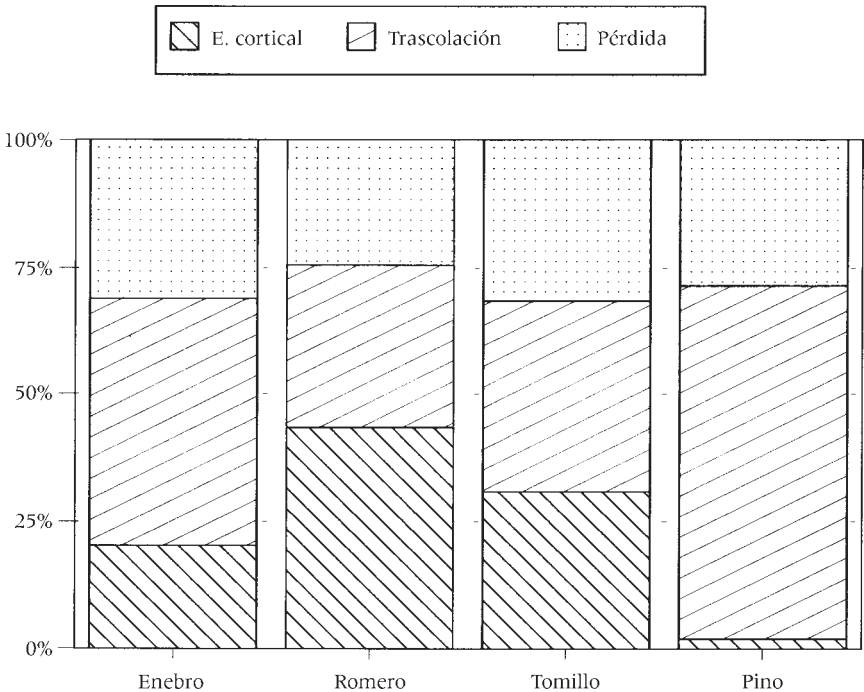 E. cortical Trascolación Pérdida
100%
75%
50%
25%
0%
Enebro Romero Tomillo Pino